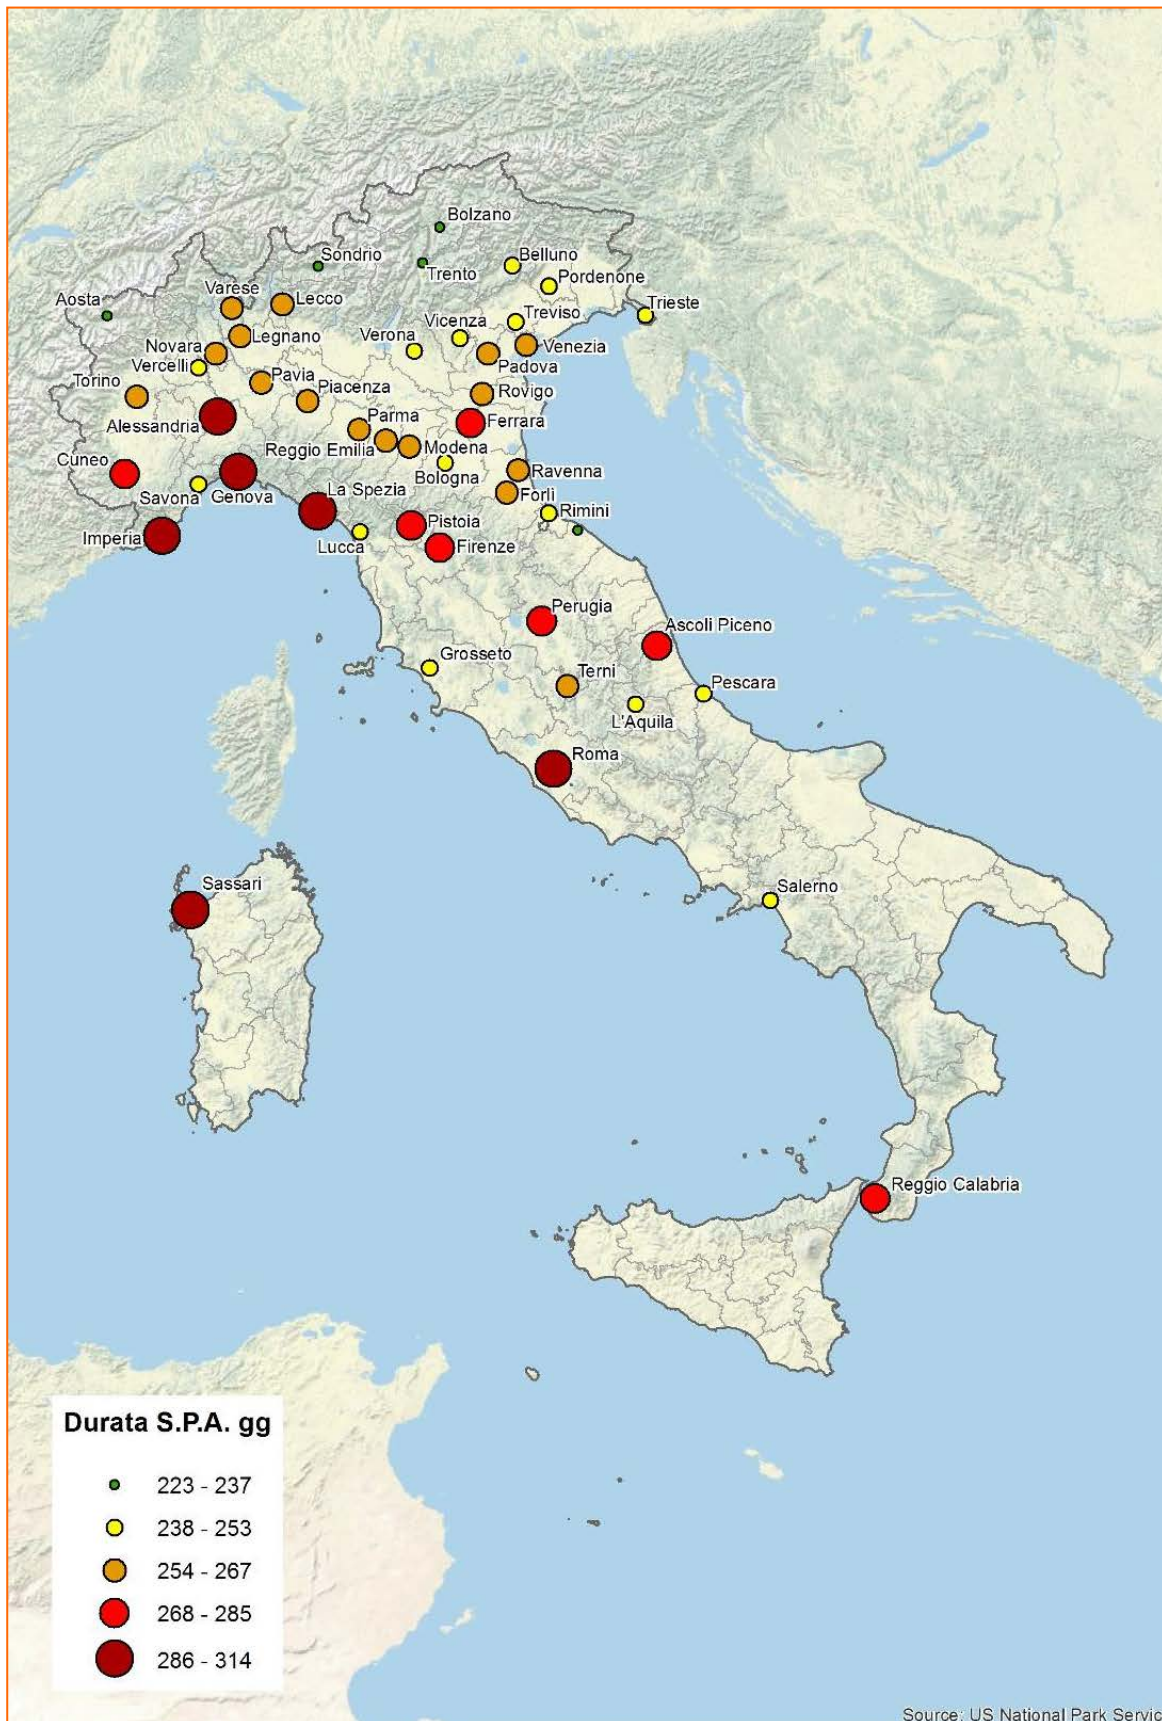 Bolzano
Sondrio
Trento
Belluno
Pordenone
Aosta
Varese
Lecco
Trieste
Treviso
Vicenza
Legnano
Verona
Venezia
Novara
Padova
Vercelli
Pavia
Torino
Piacenza
Rovigo
Parma
Ferrara
Alessandria
Reggio Emilia
Modena
Cuneo
Bologna
Ravenna
Savona
Genova
La Spezia
Forlì
Rimini
Pistoia
Imperia
Lucca
Firenze
Perugia
Ascoli Piceno
Grosseto
Terni
Pescara
L'Aquila
Roma
Sassari
Salerno
Reggio Calabria
Durata S.P.A. gg
223 - 237
238 - 253
254 - 267
268 - 285
286 - 314
Source: US National Park Servic